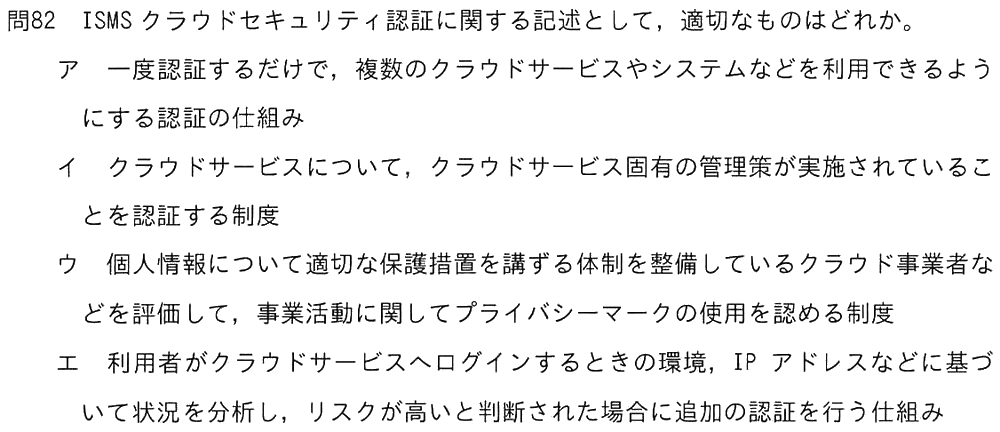 問82 ISMS クラウドセキュリティ認証に関する記述として，適切なものはどれか。
ア 一度認証するだけで，複数のクラウドサービスやシステムなどを利用できるよう
にする認証の仕組み
イ クラウドサービスについて，クラウドサービス固有の管理策が実施されているこ
とを認証する制度
ウ 個人情報について適切な保護措置を講ずる体制を整備しているクラウド事業者な
どを評価して，事業活動に関してプライバシーマークの使用を認める制度
エ 利用者がクラウドサービスへログインするときの環境，IP アドレスなどに基づ
いて状況を分析し，リスクが高いと判断された場合に追加の認証を行う仕組み